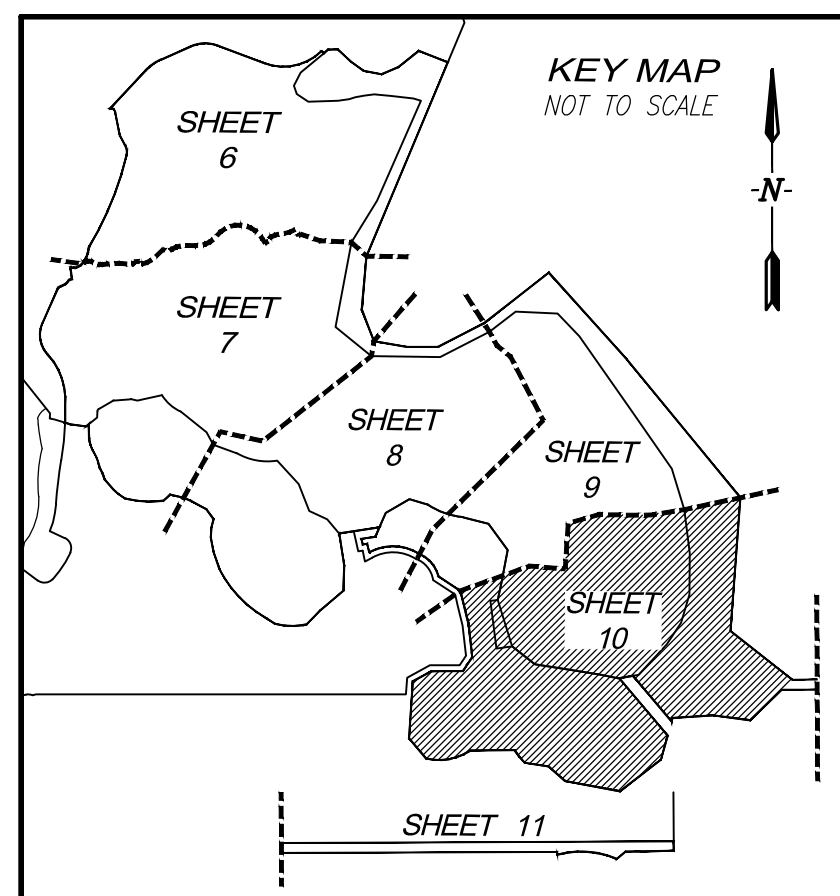 KEY MAP
NOT TO SCALE
-N-
SHEET
6
SHEET
7
SHEET
8
SHEET
9
SHEET
10
SHEET 11